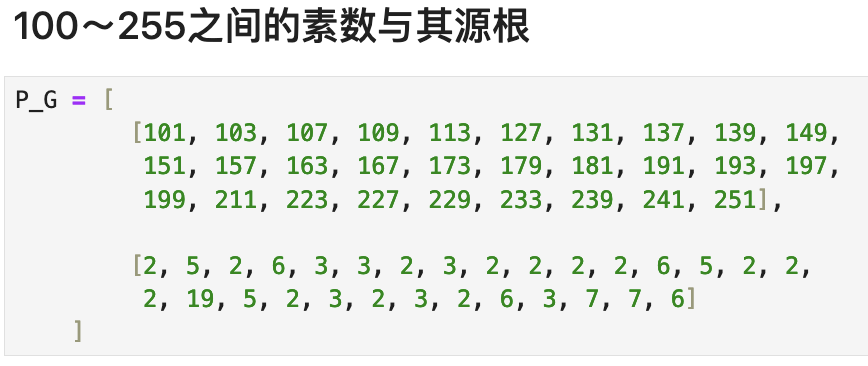 100～255之间的素数与其源根
P_G = [
[101, 103, 107, 109, 113, 127, 131, 137, 139, 149,
151, 157, 163, 167, 173, 179, 181, 191, 193, 197,
199, 211, 223, 227, 229, 233, 239, 241, 251],
[2, 5, 2, 6, 3, 3, 2, 3, 2, 2, 2, 2, 6, 5, 2, 2,
2, 19, 5, 2, 3, 2, 3, 2, 6, 3, 7, 7, 6]
]